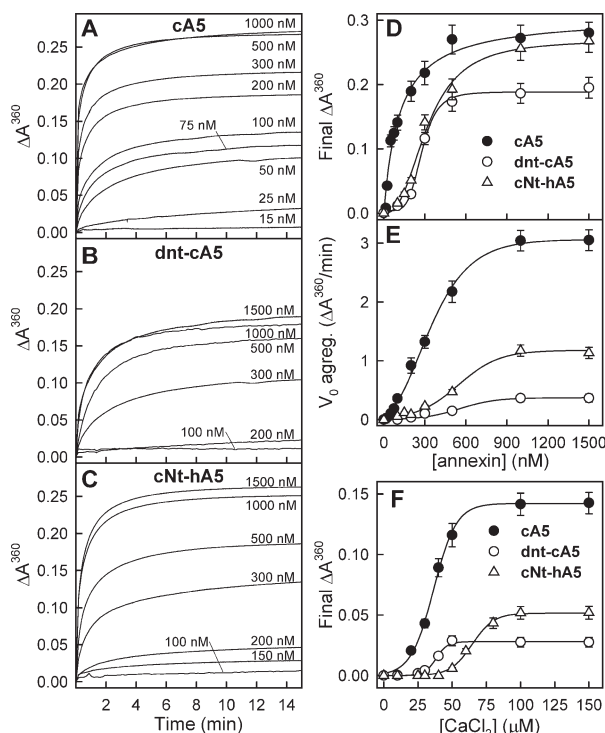 A
cA5
1000 nM
500 nM
300 nM
200 nM
100 nM
75 nM
50 nM
25 nM
15 nM
0.25
0.20
0.15
0.10
0.05
0.00
ΔA³⁶⁰
B
dnt-cA5
1500 nM
1000 nM
500 nM
300 nM
200 nM
100 nM
0.25
0.20
0.15
0.10
0.05
0.00
ΔA³⁶⁰
C
cNt-hA5
1500 nM
1000 nM
500 nM
300 nM
200 nM
150 nM
100 nM
0.25
0.20
0.15
0.10
0.05
0.00
ΔA³⁶⁰
0 2 4 6 8 10 12 14
Time (min)
D
0.3
0.2
0.1
0.0
Final ΔA³⁶⁰
cA5
dnt-cA5
cNt-hA5
E
3
2
1
0
V₀ agreg. (ΔA³⁶⁰/min)
0 300 600 900 1200 1500
[annexin] (nM)
F
0.15
0.10
0.05
0.00
Final ΔA³⁶⁰
cA5
dnt-cA5
cNt-hA5
0 25 50 75 100 125 150
[CaCl₂] (μM)